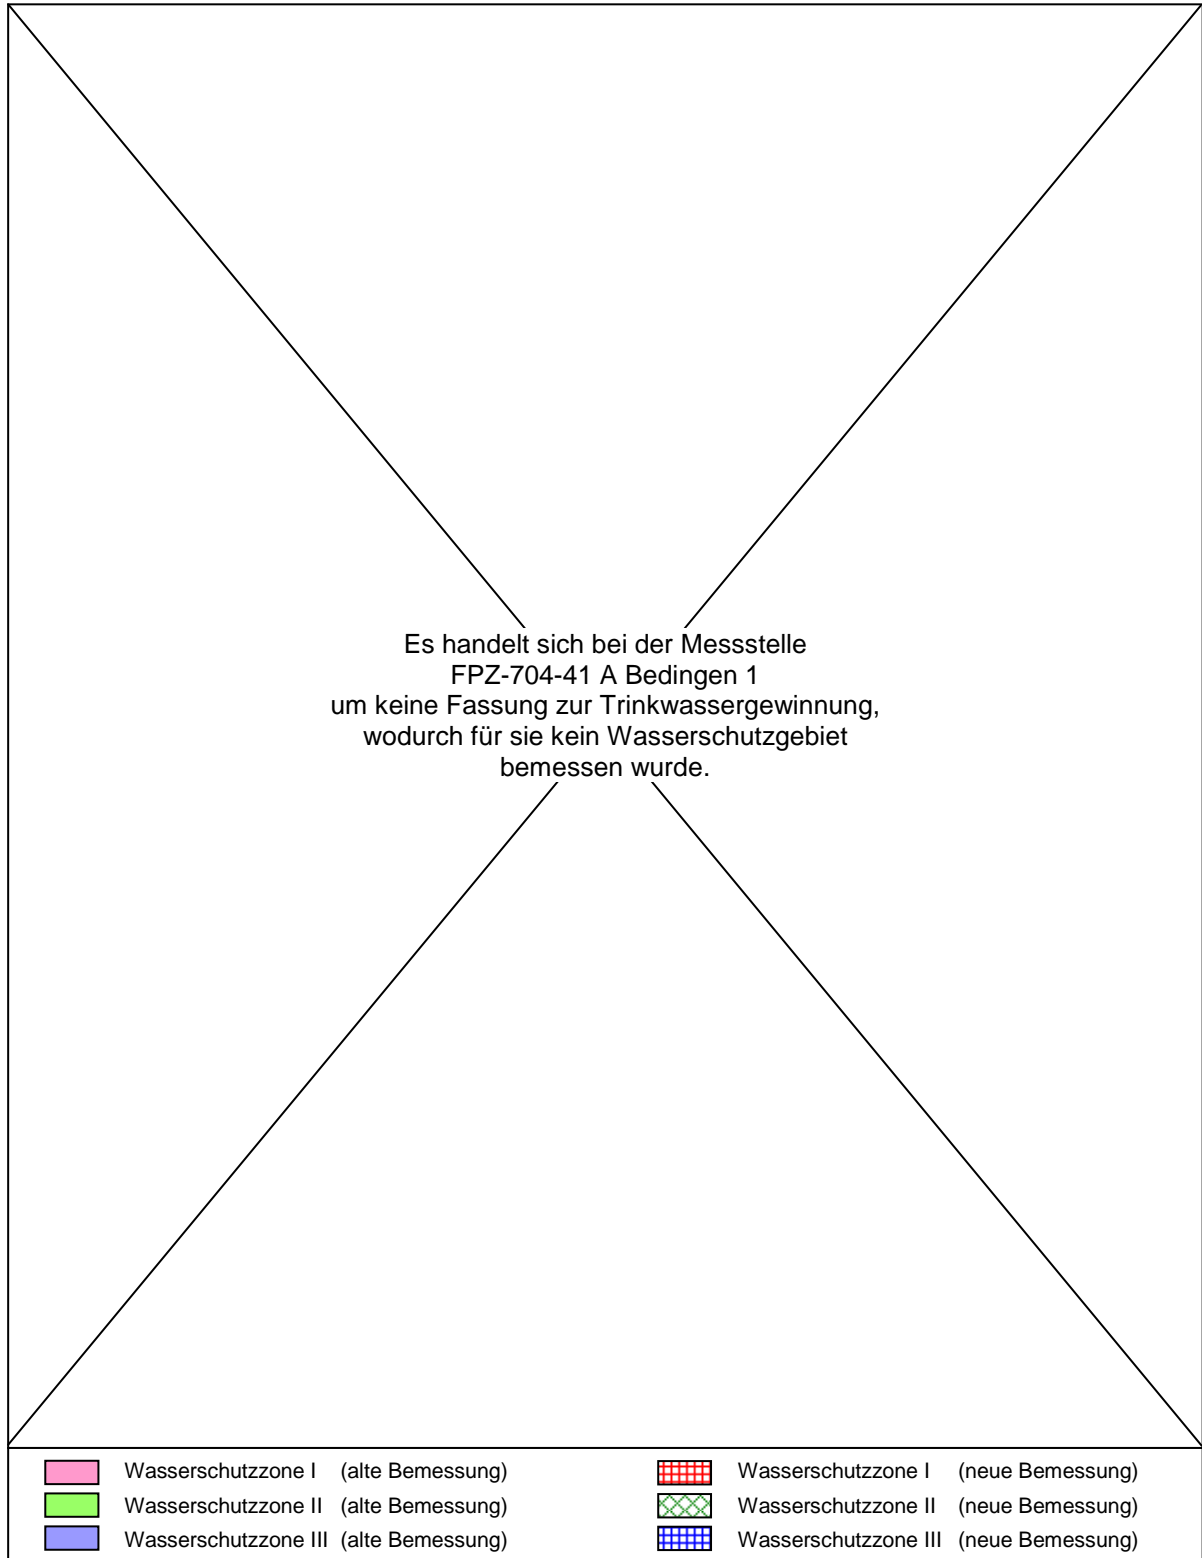 Es handelt sich bei der Messstelle
FPZ-704-41 A Bedingen 1
um keine Fassung zur Trinkwassergewinnung,
wodurch für sie kein Wasserschutzgebiet
bemessen wurde.
Wasserschutzzone I (alte Bemessung)
Wasserschutzzone II (alte Bemessung)
Wasserschutzzone III (alte Bemessung)
Wasserschutzzone I (neue Bemessung)
Wasserschutzzone II (neue Bemessung)
Wasserschutzzone III (neue Bemessung)